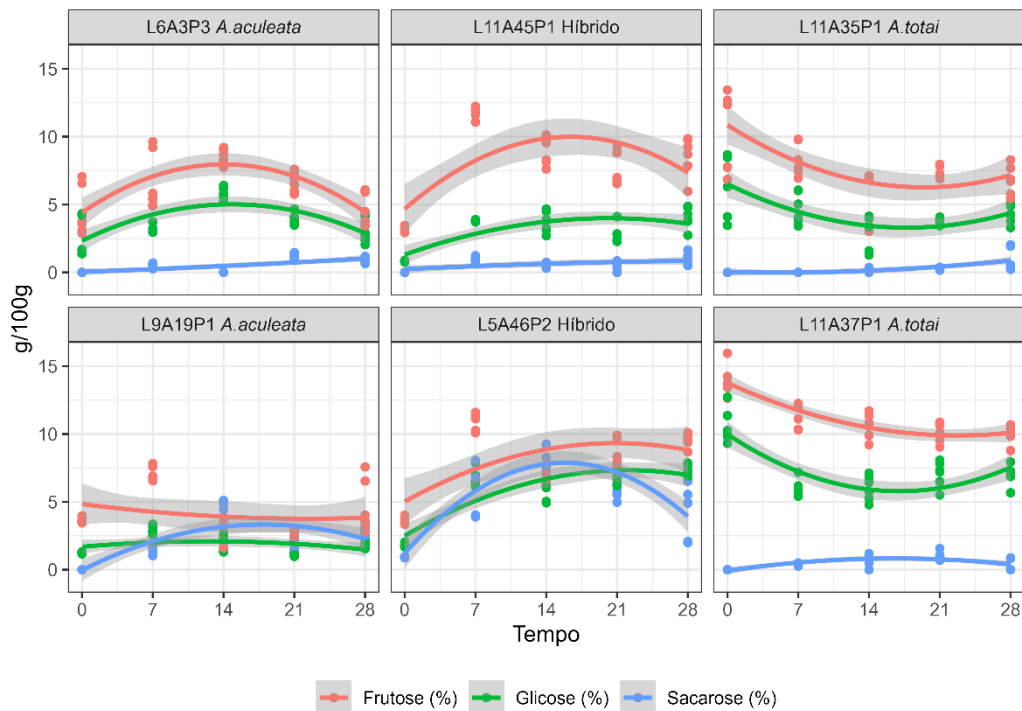 L6A3P3 A.aculeata
L11A45P1 Híbrido
L11A35P1 A.totai
15
10
5
0
L9A19P1 A.aculeata
L5A46P2 Híbrido
L11A37P1 A.totai
15
10
5
0
g/100g
0 7 14 21 28
0 7 14 21 28
0 7 14 21 28
Tempo
Frutose (%) Glicose (%) Sacarose (%)